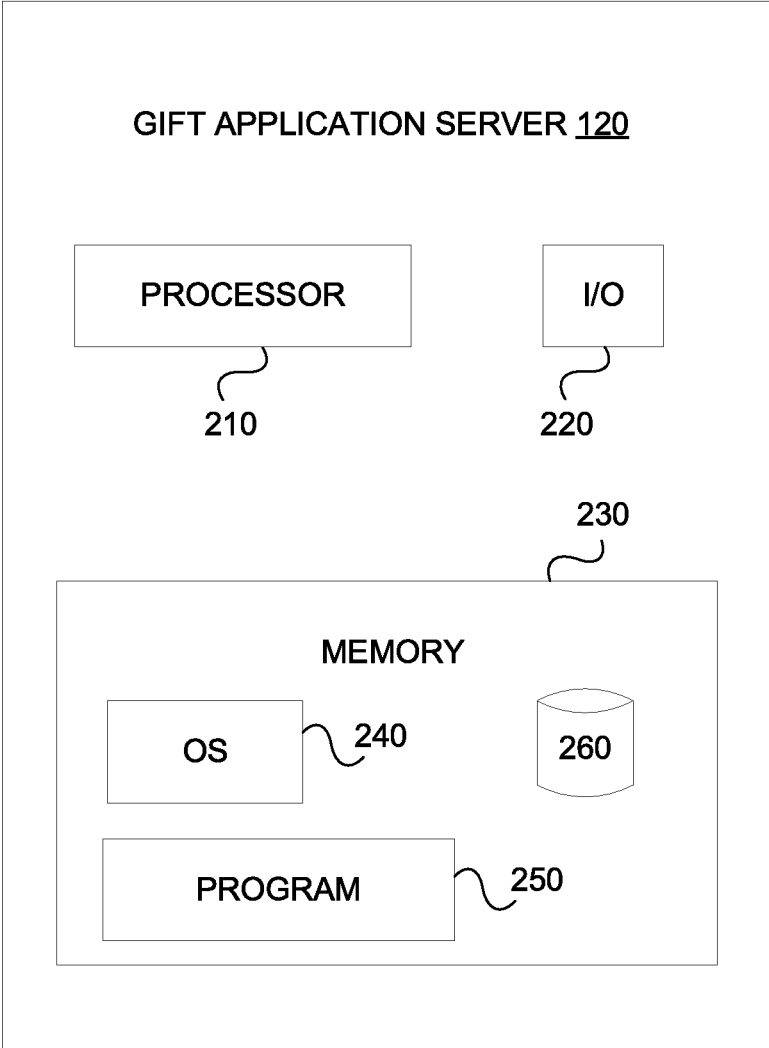 GIFT APPLICATION SERVER 120
PROCESSOR
I/O
210
220
230
MEMORY
OS
240
260
PROGRAM
250